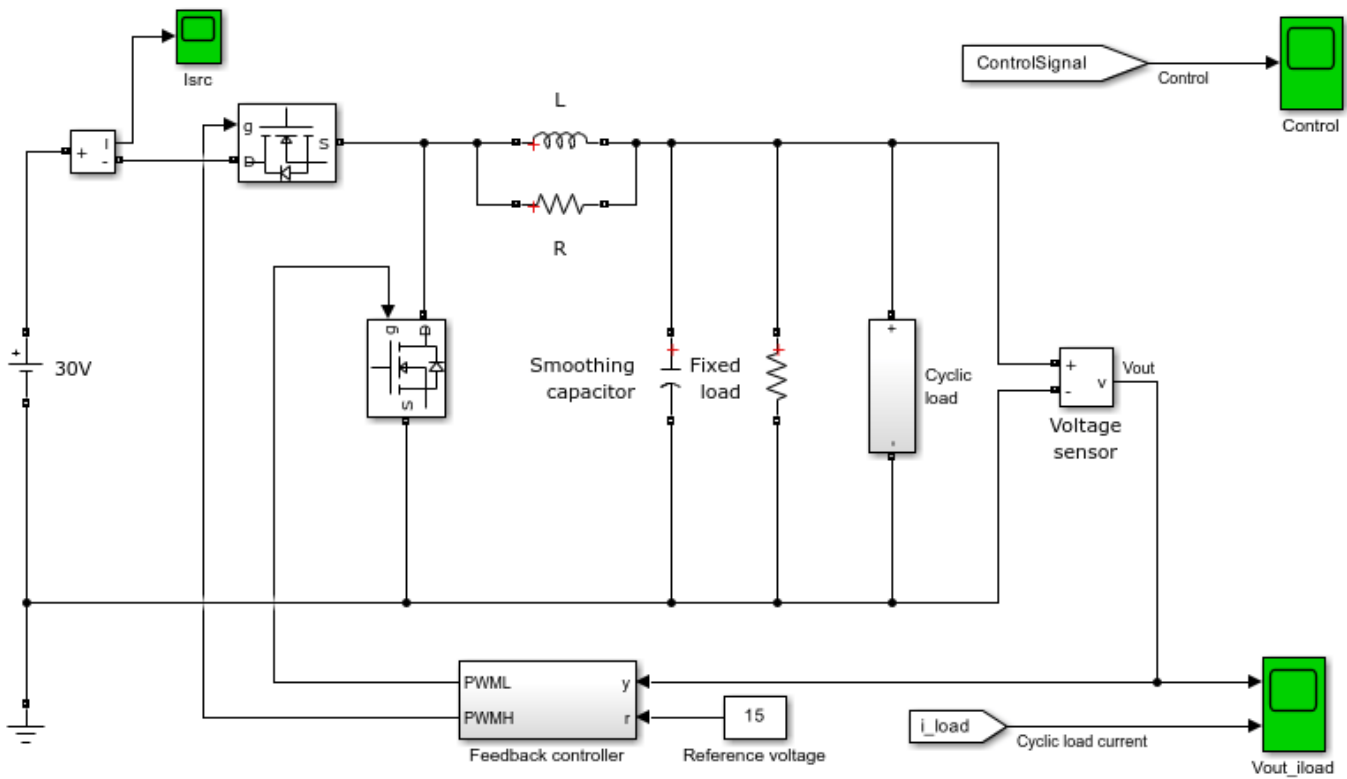 Isrc
ControlSignal
Control
Control
+
I
-
g
D
S
L
+
+
R
g
D
S
+
30V
Smoothing
capacitor
+
Fixed
load
+
+
-
Cyclic
load
+
-
v
Vout
Voltage
sensor
PWML
PWMH
y
r
Feedback controller
15
Reference voltage
i_load
Cyclic load current
Vout_iload